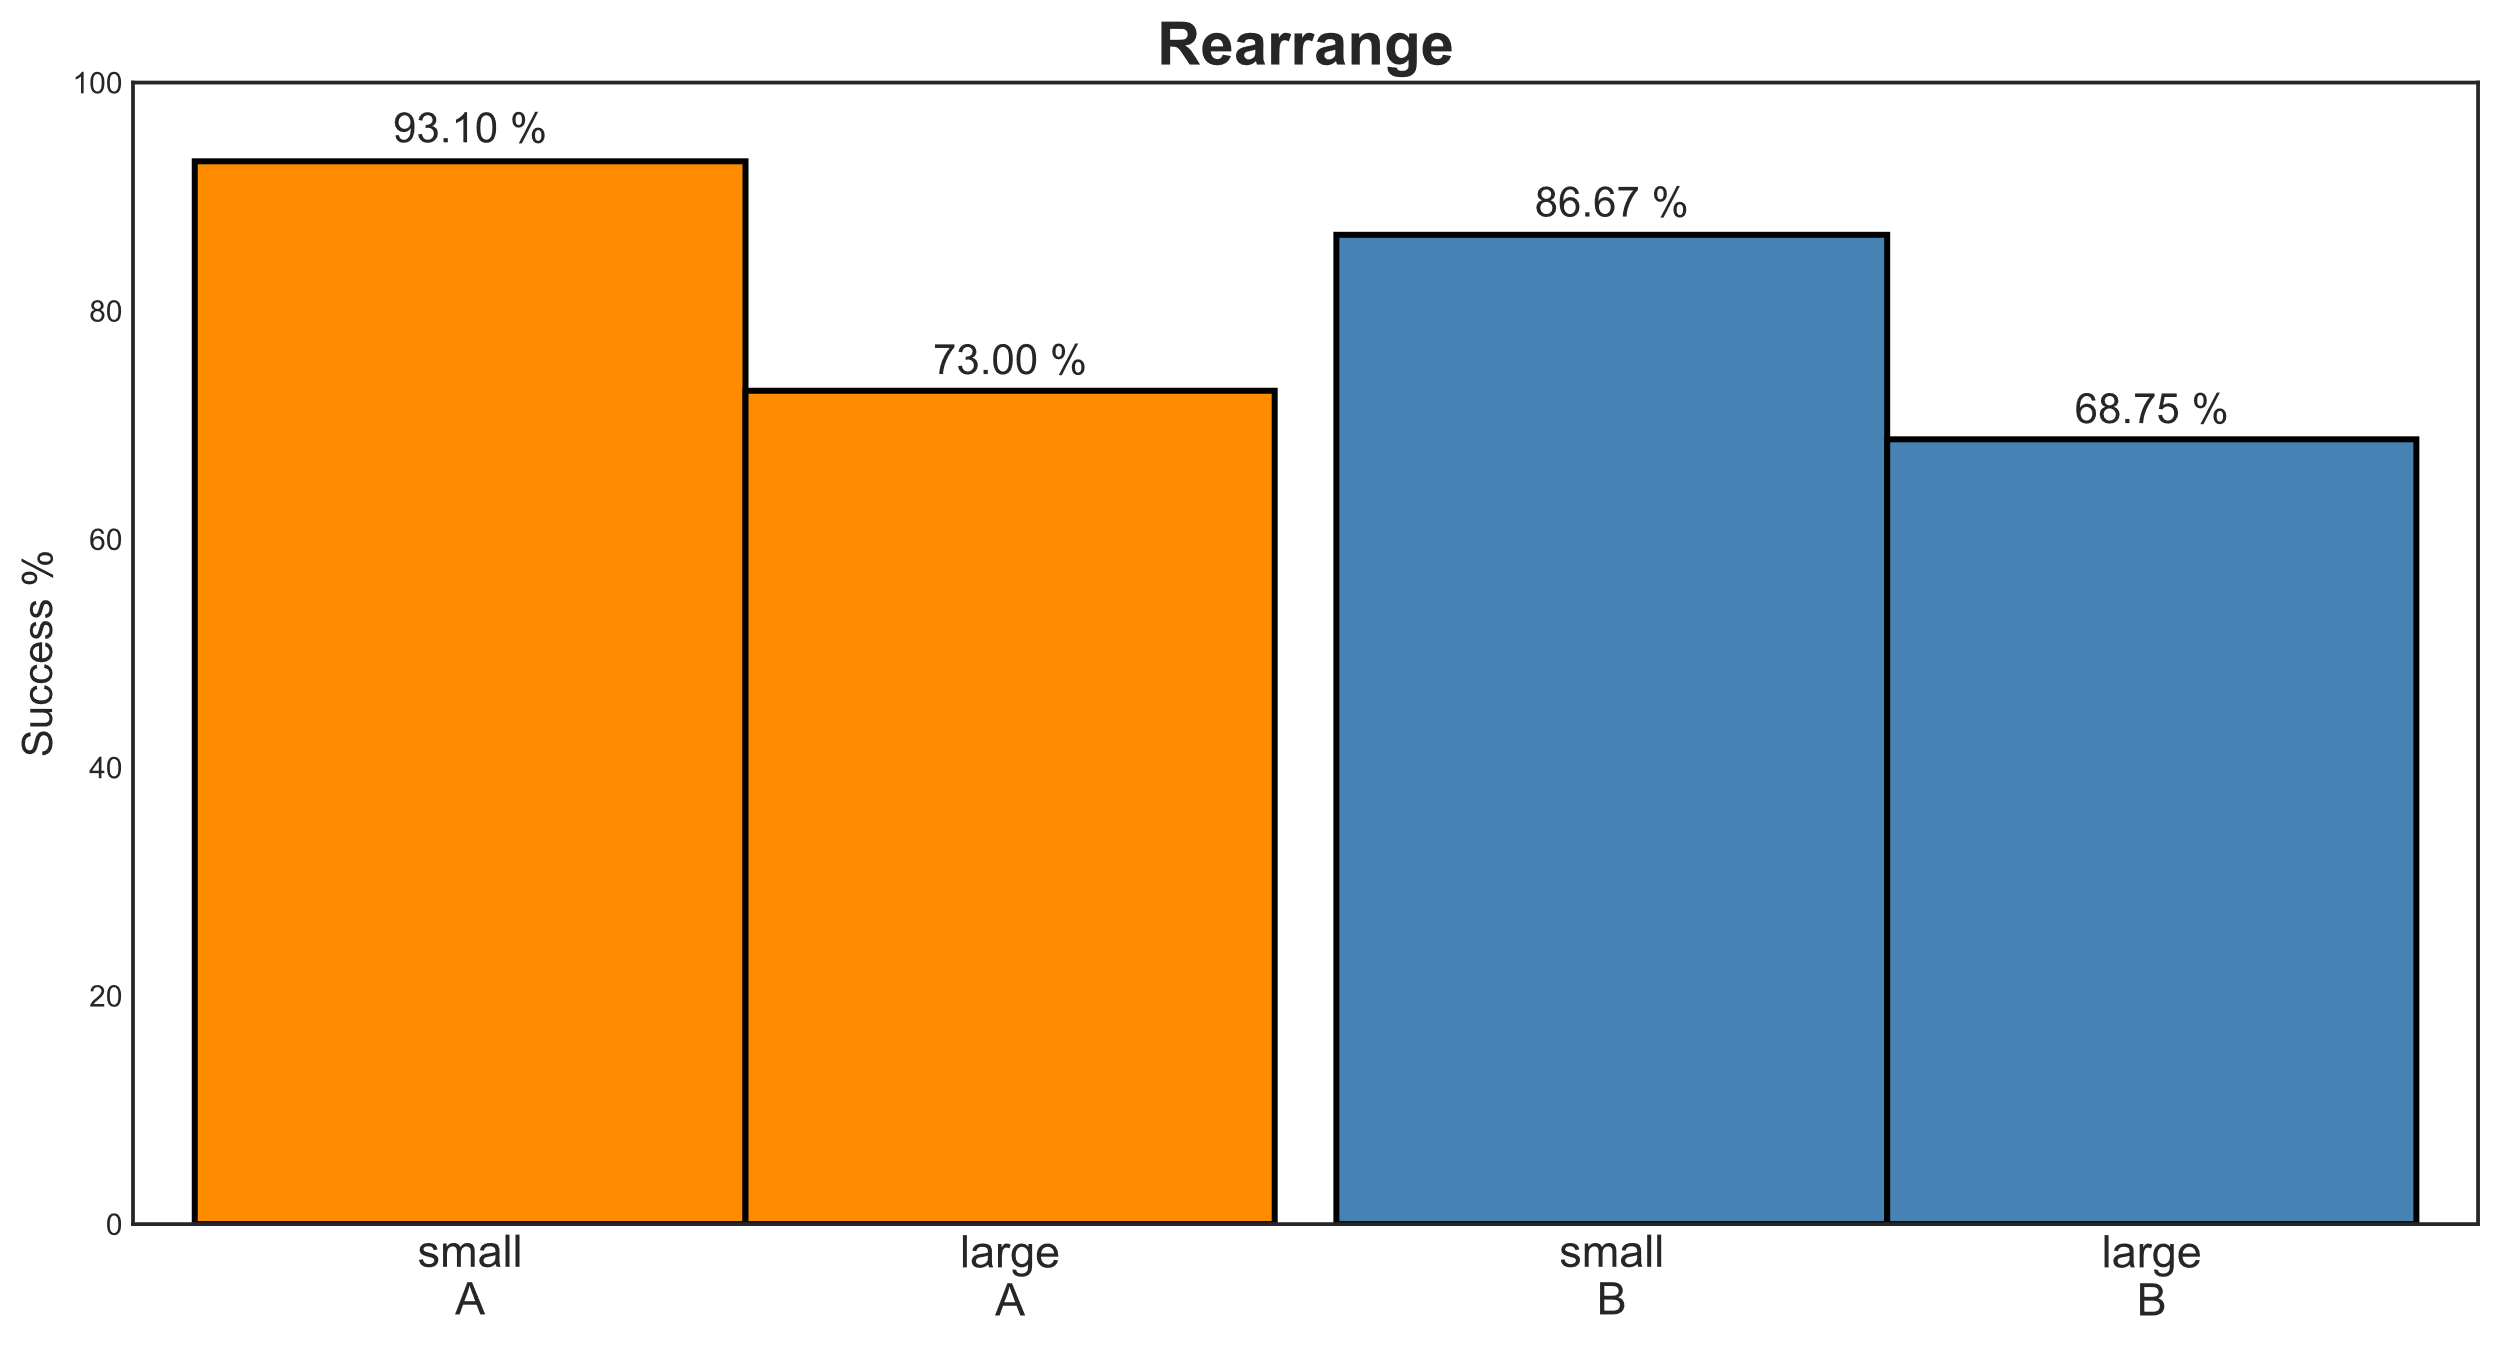 Rearrange
Success %
100
80
60
40
20
0
93.10 %
73.00 %
86.67 %
68.75 %
small
A
large
A
small
B
large
B